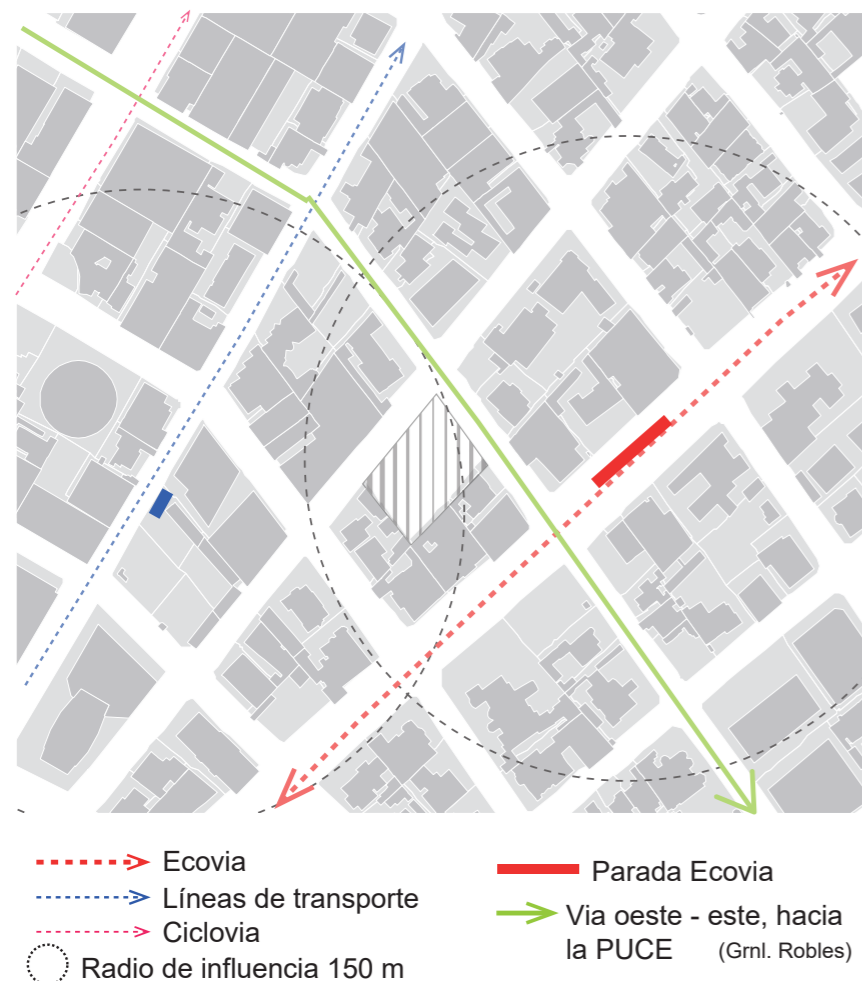 Ecovia
Líneas de transporte
Ciclovia
Radio de influencia 150 m
Parada Ecovia
Via oeste - este, hacia
la PUCE (Grnl. Robles)